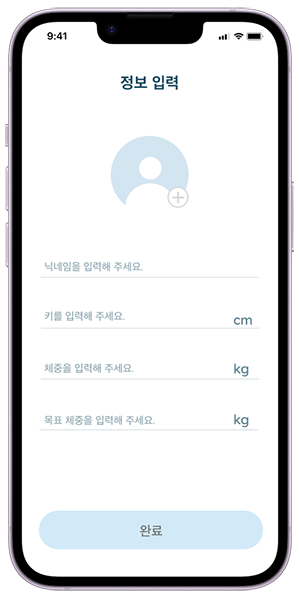 9:41
정보 입력
닉네임을 입력해 주세요.
키를 입력해 주세요. cm
체중을 입력해 주세요. kg
목표 체중을 입력해 주세요. kg
완료